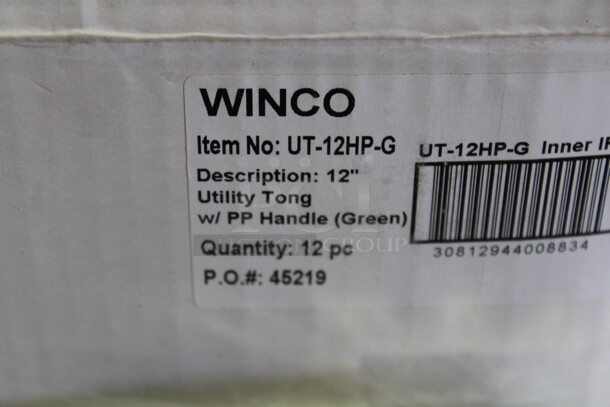 WINCO
Item No: UT-12HP-G
Description: 12"
Utility Tong
w/ PP Handle (Green)
Quantity: 12 pc
P.O.#: 45219
UT-12HP-G Inner
30812944008834
GROUP